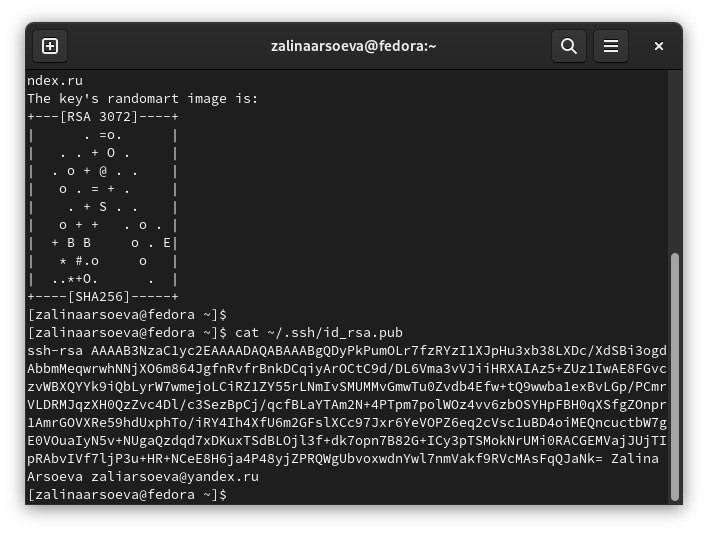 zalinaarsoeva@fedora:~
ndex.ru
The key's randomart image is:
+---[RSA 3072]----+
|      . =o.      |
|   . . + O .     |
|  . o + @ . .    |
|   o . = + .     |
|    . + S . .    |
|   o + +   . o . |
|  + B B     o . E|
|   * #.o     o   |
|  ..*+O.      .  |
+----[SHA256]-----+
[zalinaarsoeva@fedora ~]$
[zalinaarsoeva@fedora ~]$ cat ~/.ssh/id_rsa.pub
ssh-rsa AAAAB3NzaC1yc2EAAAADAQABAAABgQDyPkPumOLr7fzRYzI1XJpHu3xb38LXDc/XdSBi3ogd
AbbmMeqwrwhNNjXO6m864JgfnRvfrBnkDCqiyArOCtC9d/DL6Vma3vVJiiHRXAIAz5+ZUz1IwAE8FGvc
zvWBXQYYk9iQbLyrW7wmejoLCiRZ1ZY55rLNmIvSMUMMvGmwTu0Zvdb4Efw+tQ9wwba1exBvLGp/PCmr
VLDRMJqzXH0QzZvc4Dl/c3SezBpCj/qcfBLaYTAm2N+4PTpm7polWOz4vv6zbOSYHpFBH0qXSfgZOnpr
1AmrGOVXRe59hdUxphTo/iRY4Ih4XfU6m2GFslXCc97Jxr6YeVOPZ6eq2cVsc1uBD4oiMEQncuctbW7g
E0VOuaIyN5v+NUgaQzdqd7xDKuxTSdBLOjl3f+dk7opn7B82G+ICy3pTSMokNrUMi0RACGEMVajJUjTI
pRAbvIVf7ljP3u+HR+NCeE8H6ja4P48yjZPRQWgUbvoxwdnYwl7nmVakf9RVcMAsFqQJaNk= Zalina
Arsoeva zaliarsoeva@yandex.ru
[zalinaarsoeva@fedora ~]$